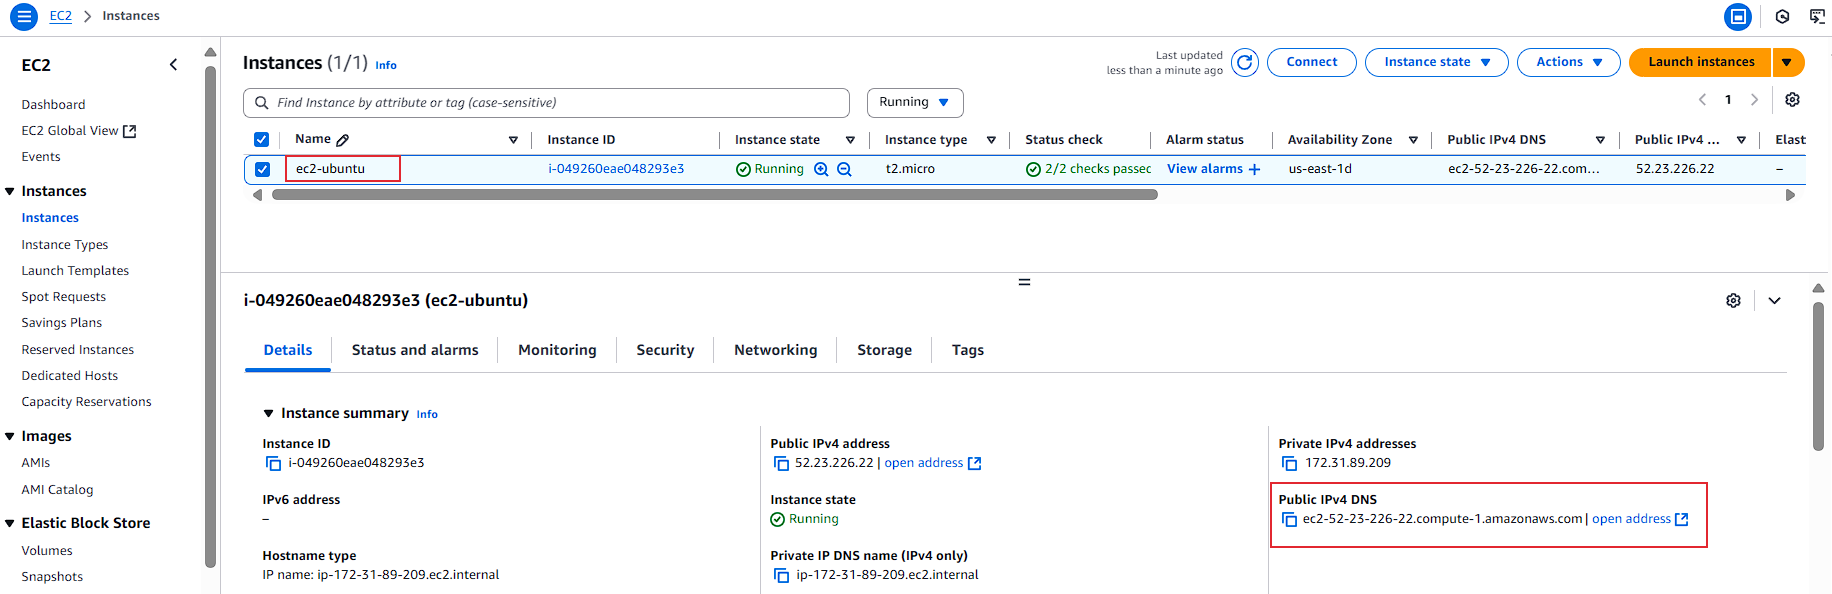 EC2 > Instances
EC2
Dashboard
EC2 Global View
Events
Instances
Instances
Instance Types
Launch Templates
Spot Requests
Savings Plans
Reserved Instances
Dedicated Hosts
Capacity Reservations
Images
AMIs
AMI Catalog
Elastic Block Store
Volumes
Snapshots
Instances (1/1) Info
Last updated
less than a minute ago
Connect
Instance state
Actions
Launch instances
Find Instance by attribute or tag (case-sensitive)
Running
1
Name Instance ID Instance state Instance type Status check Alarm status Availability Zone Public IPv4 DNS Public IPv4 ... Elast
ec2-ubuntu i-049260eae048293e3 Running t2.micro 2/2 checks passec View alarms + us-east-1d ec2-52-23-226-22.com... 52.23.226.22 –
i-049260eae048293e3 (ec2-ubuntu)
Details Status and alarms Monitoring Security Networking Storage Tags
Instance summary Info
Instance ID
i-049260eae048293e3
Public IPv4 address
52.23.226.22 | open address
Private IPv4 addresses
172.31.89.209
IPv6 address
–
Instance state
Running
Public IPv4 DNS
ec2-52-23-226-22.compute-1.amazonaws.com | open address
Hostname type
IP name: ip-172-31-89-209.ec2.internal
Private IP DNS name (IPv4 only)
ip-172-31-89-209.ec2.internal